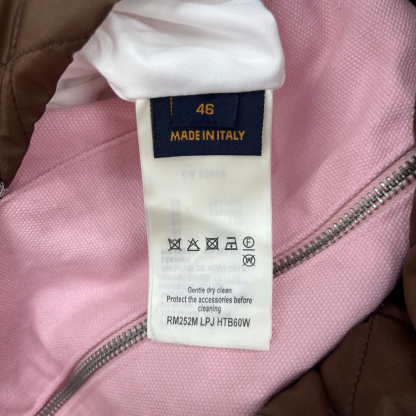 46
MADE IN ITALY
Gentle dry clean
Protect the accessories before
cleaning
RM252M LPJ HTB60W